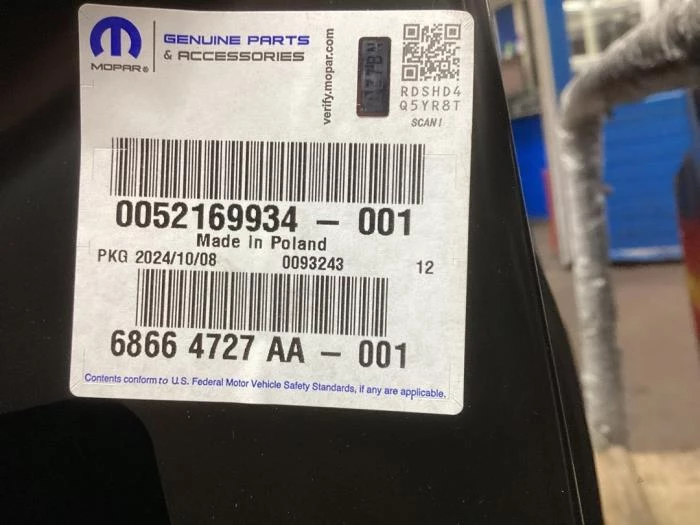 MOPAR®
GENUINE PARTS
& ACCESSORIES
verify.mopar.com
RDSHD4
Q5YR8T
SCAN!
0052169934 - 001
Made In Poland
PKG 2024/10/08 0093243 12
6866 4727 AA - 001
Contents conform to U.S. Federal Motor Vehicle Safety Standards, if any are applicable.